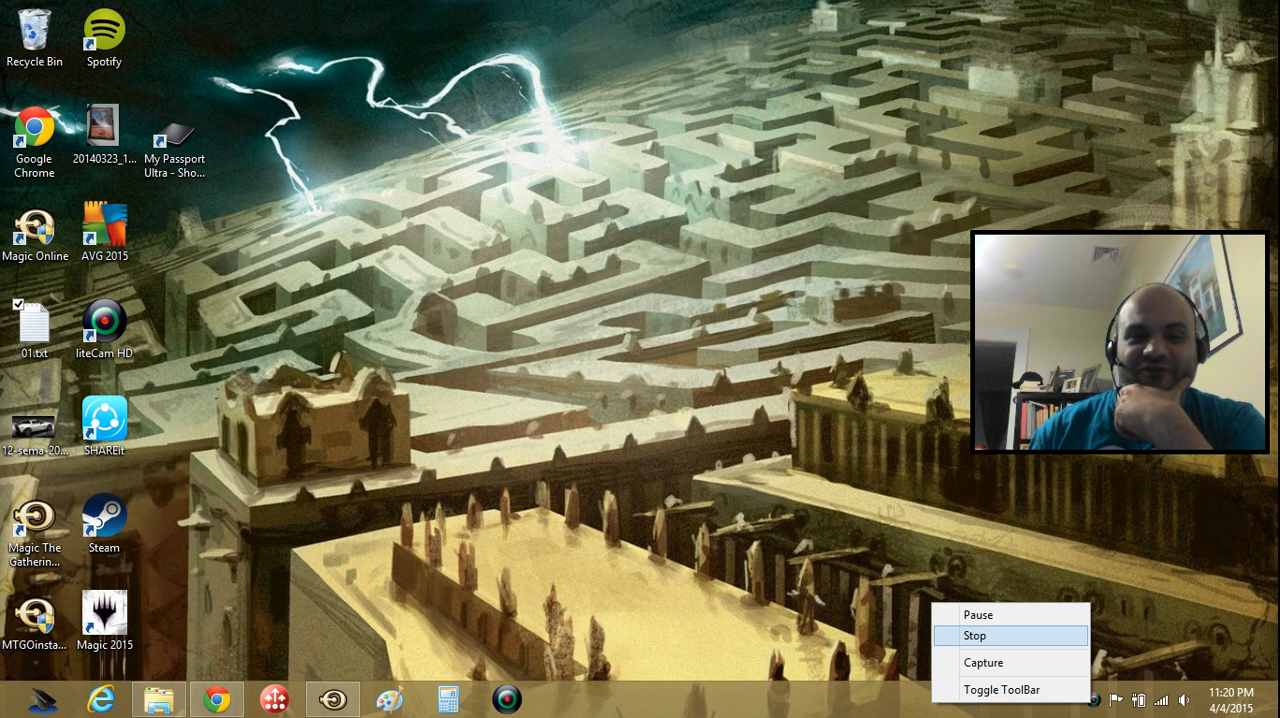 Recycle Bin
Spotify
Google
Chrome
20140323_1...
My Passport
Ultra - Sho...
Magic Online
AVG 2015
01.txt
liteCam HD
12-sema-20...
SHAREit
Magic The
Gatherin...
Steam
MTGOinsta...
Magic 2015
Pause
Stop
Capture
Toggle ToolBar
11:20 PM
4/4/2015